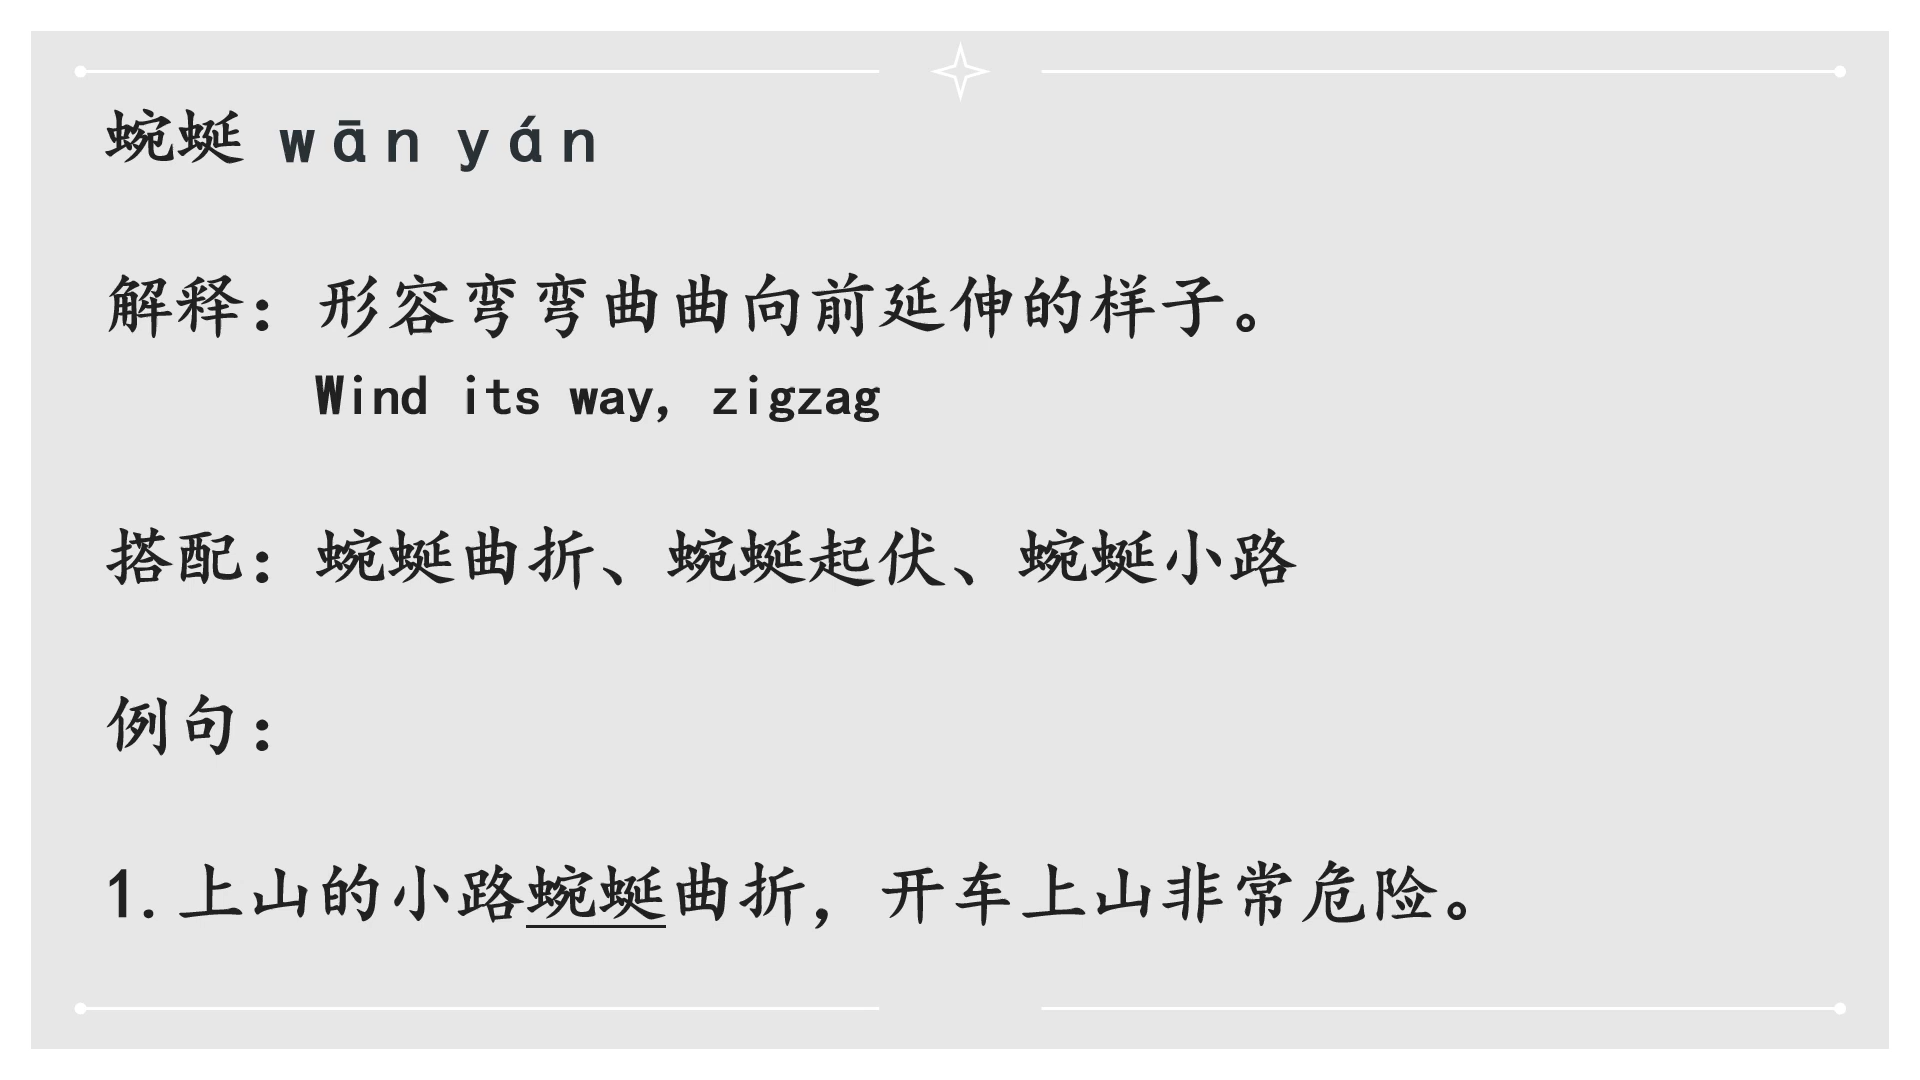 蜿蜒 wān yán
解释：形容弯弯曲曲向前延伸的样子。
Wind its way, zigzag
搭配：蜿蜒曲折、蜿蜒起伏、蜿蜒小路
例句：
1.上山的小路蜿蜒曲折，开车上山非常危险。